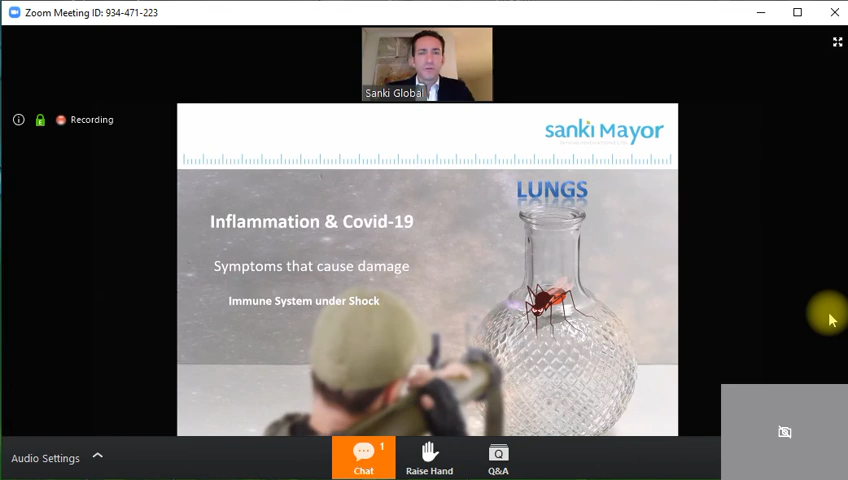 Zoom Meeting ID: 934-471-223
Sanki Global
Recording
sanki Mayor
LUNGS
Inflammation & Covid-19
Symptoms that cause damage
Immune System under Shock
Audio Settings
1
Chat
Raise Hand
Q
Q&A